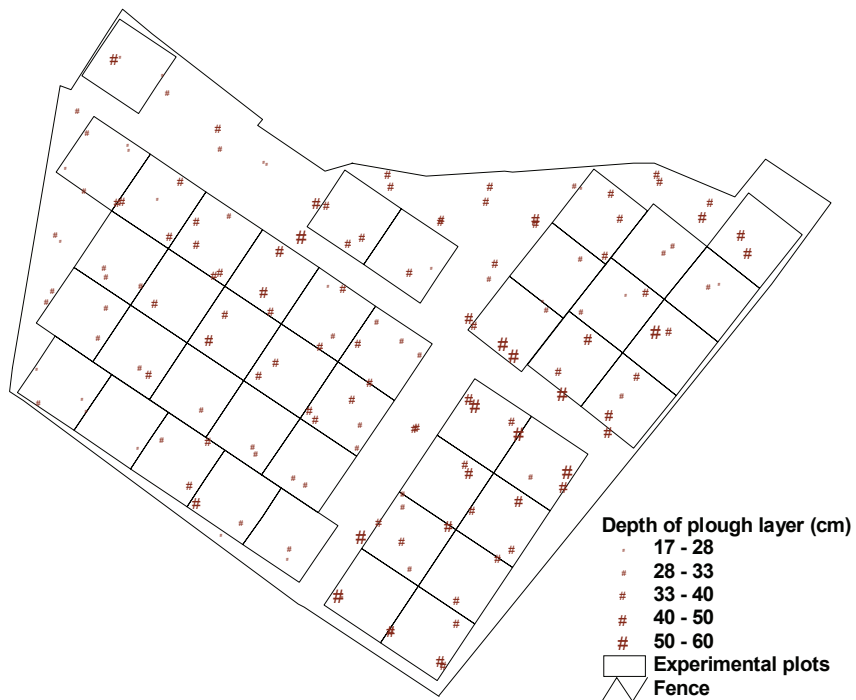 Depth of plough layer (cm)
17 - 28
28 - 33
33 - 40
40 - 50
50 - 60
Experimental plots
Fence